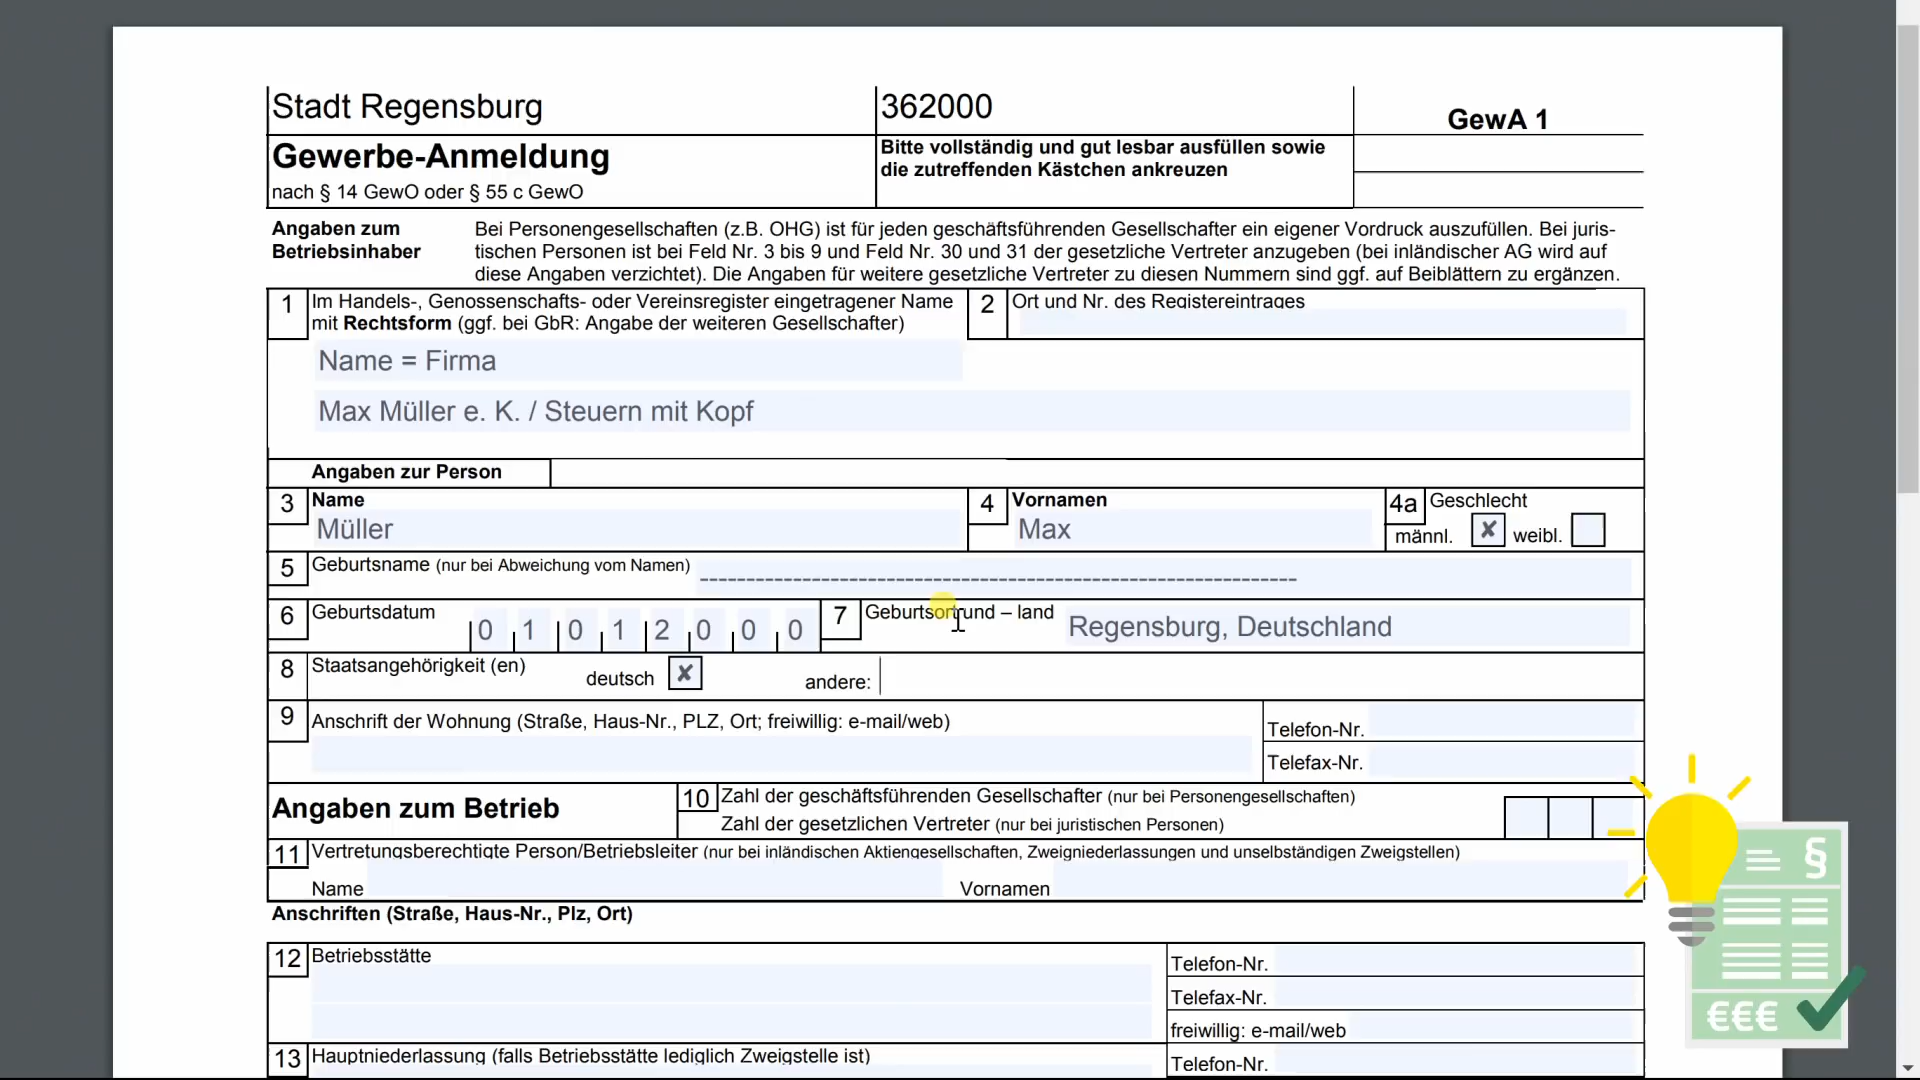 Stadt Regensburg
362000
GewA 1
Gewerbe-Anmeldung
nach § 14 GewO oder § 55 c GewO
Bitte vollständig und gut lesbar ausfüllen sowie
die zutreffenden Kästchen ankreuzen
Angaben zum
Betriebsinhaber
Bei Personengesellschaften (z.B. OHG) ist für jeden geschäftsführenden Gesellschafter ein eigener Vordruck auszufüllen. Bei juris-
tischen Personen ist bei Feld Nr. 3 bis 9 und Feld Nr. 30 und 31 der gesetzliche Vertreter anzugeben (bei inländischer AG wird auf
diese Angaben verzichtet). Die Angaben für weitere gesetzliche Vertreter zu diesen Nummern sind ggf. auf Beiblättern zu ergänzen.
1 Im Handels-, Genossenschafts- oder Vereinsregister eingetragener Name
mit Rechtsform (ggf. bei GbR: Angabe der weiteren Gesellschafter)
2 Ort und Nr. des Registereintrages
Name = Firma
Max Müller e. K. / Steuern mit Kopf
Angaben zur Person
3 Name
Müller
4 Vornamen
Max
4a Geschlecht
männl. ✘ weibl.
5 Geburtsname (nur bei Abweichung vom Namen) -----------------------------------------------------------------
6 Geburtsdatum 0 1 0 1 2 0 0 0
7 Geburtsort und – land Regensburg, Deutschland
8 Staatsangehörigkeit (en) deutsch ✘ andere:
9 Anschrift der Wohnung (Straße, Haus-Nr., PLZ, Ort; freiwillig: e-mail/web)
Telefon-Nr.
Telefax-Nr.
Angaben zum Betrieb
10 Zahl der geschäftsführenden Gesellschafter (nur bei Personengesellschaften)
Zahl der gesetzlichen Vertreter (nur bei juristischen Personen)
11 Vertretungsberechtigte Person/Betriebsleiter (nur bei inländischen Aktiengesellschaften, Zweigniederlassungen und unselbständigen Zweigstellen)
Name Vornamen
Anschriften (Straße, Haus-Nr., Plz, Ort)
12 Betriebsstätte
Telefon-Nr.
Telefax-Nr.
freiwillig: e-mail/web
13 Hauptniederlassung (falls Betriebsstätte lediglich Zweigstelle ist)
Telefon-Nr.
§
€€€